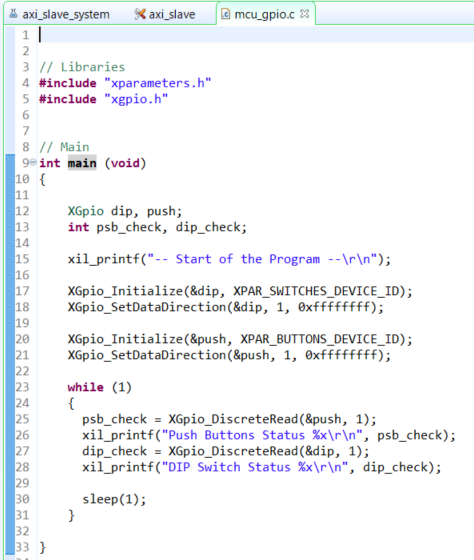 axi_slave_system axi_slave mcu_gpio.c
1
2
3 // Libraries
4 #include "xparameters.h"
5 #include "xgpio.h"
6
7
8 // Main
9 int main (void)
10 {
11
12 XGpio dip, push;
13 int psb_check, dip_check;
14
15 xil_printf("-- Start of the Program --\r\n");
16
17 XGpio_Initialize(&dip, XPAR_SWITCHES_DEVICE_ID);
18 XGpio_SetDataDirection(&dip, 1, 0xffffffff);
19
20 XGpio_Initialize(&push, XPAR_BUTTONS_DEVICE_ID);
21 XGpio_SetDataDirection(&push, 1, 0xffffffff);
22
23 while (1)
24 {
25 psb_check = XGpio_DiscreteRead(&push, 1);
26 xil_printf("Push Buttons Status %x\r\n", psb_check);
27 dip_check = XGpio_DiscreteRead(&dip, 1);
28 xil_printf("DIP Switch Status %x\r\n", dip_check);
29
30 sleep(1);
31 }
32
33 }